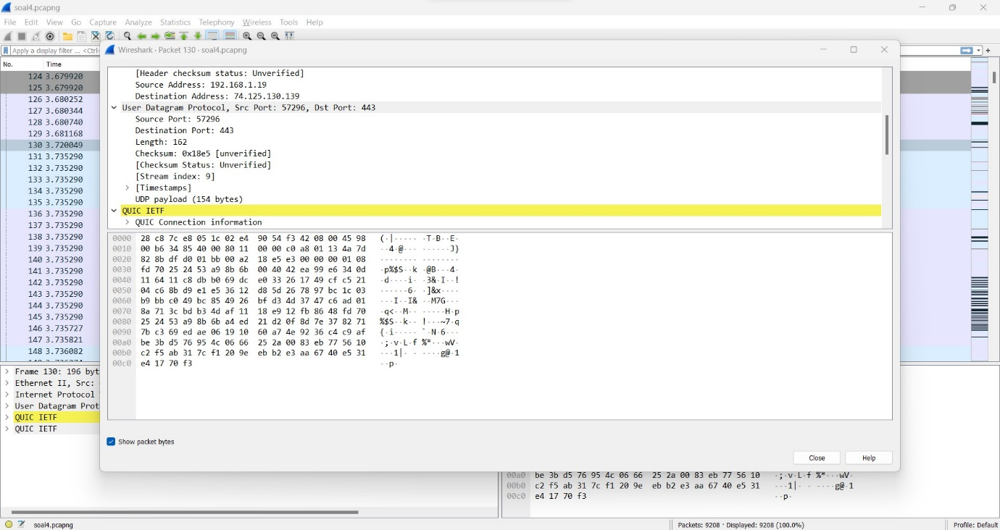 soal4.pcapng
File Edit View Go Capture Analyze Statistics Telephony Wireless Tools Help
Apply a display filter ... <Ctrl-
No. Time
124 3.679920
125 3.679920
126 3.680252
127 3.680344
128 3.680740
129 3.681168
130 3.720049
131 3.735290
132 3.735290
133 3.735290
134 3.735290
135 3.735290
136 3.735290
137 3.735290
138 3.735290
139 3.735290
140 3.735290
141 3.735290
142 3.735290
143 3.735290
144 3.735290
145 3.735290
146 3.735727
147 3.735821
148 3.736082
Wireshark · Packet 130 · soal4.pcapng
[Header checksum status: Unverified]
Source Address: 192.168.1.19
Destination Address: 74.125.130.139
User Datagram Protocol, Src Port: 57296, Dst Port: 443
Source Port: 57296
Destination Port: 443
Length: 162
Checksum: 0x18e5 [unverified]
[Checksum Status: Unverified]
[Stream index: 9]
[Timestamps]
UDP payload (154 bytes)
QUIC IETF
QUIC Connection information
0000 28 c8 7c e8 05 1c 02 e4 90 54 f3 42 08 00 45 98 (·|····· ·T·B··E·
0010 00 b6 34 85 40 00 80 11 00 00 c0 a8 01 13 4a 7d ··4·@··· ······J}
0020 82 8b df d0 01 bb 00 a2 18 e5 e3 00 00 00 01 08 ········ ········
0030 fd 70 25 24 53 a9 8b 6b 00 40 42 ea 99 e6 34 0d ·p%$S··k ·@B···4·
0040 11 64 11 c8 db b0 69 dc e0 33 26 17 49 cf c5 21 ·d····i· ·3&·I··!
0050 04 c6 8b d9 e1 e5 36 12 d8 5d 26 78 97 bc 1c 03 ······6· ·]&x····
0060 b9 bb c0 49 bc 85 49 26 bf d3 4d 37 47 c6 ad 01 ···I··I& ··M7G···
0070 8a 71 3c bd b3 4d af 11 18 e9 12 fb 86 48 fd 70 ·q<··M·· ·····H·p
0080 25 24 53 a9 8b 6b a4 ed 21 d2 0f 8d 7e 37 82 71 %$S··k·· !···~7·q
0090 7b c3 69 ed ae 06 19 10 60 a7 4e 92 36 c4 c9 af {·i····· `·N·6···
00a0 be 3b d5 76 95 4c 06 66 25 2a 00 83 eb 77 56 10 ·;·v·L·f %*···wV·
00b0 c2 f5 ab 31 7c f1 20 9e eb b2 e3 aa 67 40 e5 31 ···1|· · ····g@·1
00c0 e4 17 70 f3 ··p·
Show packet bytes
Close Help
Frame 130: 196 byt
Ethernet II, Src:
Internet Protocol
User Datagram Prot
QUIC IETF
QUIC IETF
00a0 be 3b d5 76 95 4c 06 66 25 2a 00 83 eb 77 56 10 ·;·v·L·f %*···wV·
00b0 c2 f5 ab 31 7c f1 20 9e eb b2 e3 aa 67 40 e5 31 ···1|· · ····g@·1
00c0 e4 17 70 f3 ··p·
soal4.pcapng
Packets: 9208 · Displayed: 9208 (100.0%)
Profile: Default